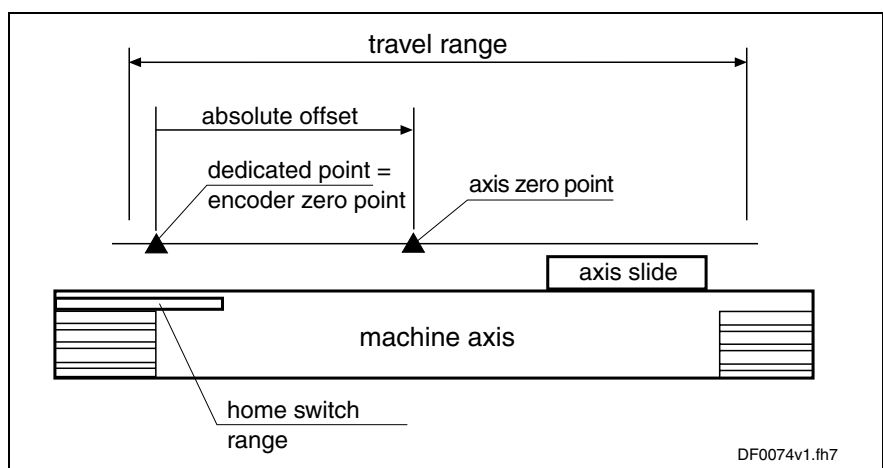 travel range
absolute offset
dedicated point =
encoder zero point
axis zero point
axis slide
machine axis
home switch
range
DF0074v1.fh7